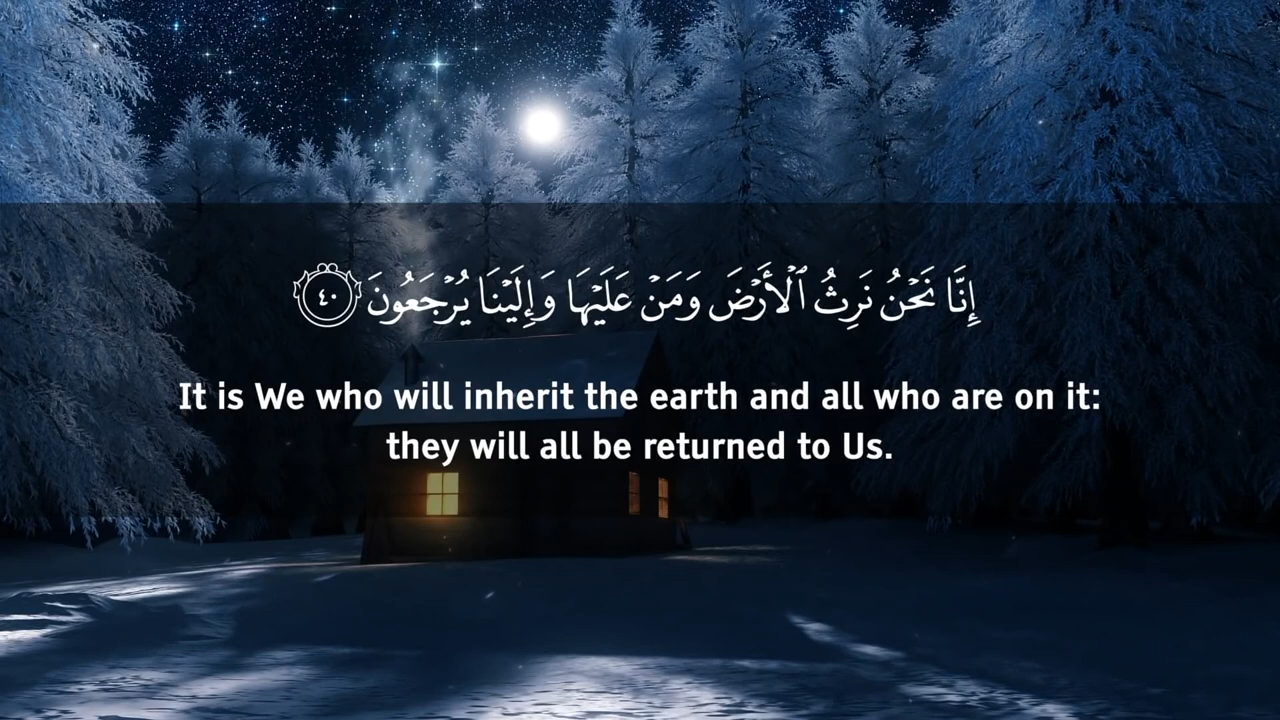 إِنَّا نَحْنُ نَرِثُ ٱلْأَرْضَ وَمَنْ عَلَيْهَا وَإِلَيْنَا يُرْجَعُونَ ٤٠
It is We who will inherit the earth and all who are on it:
they will all be returned to Us.